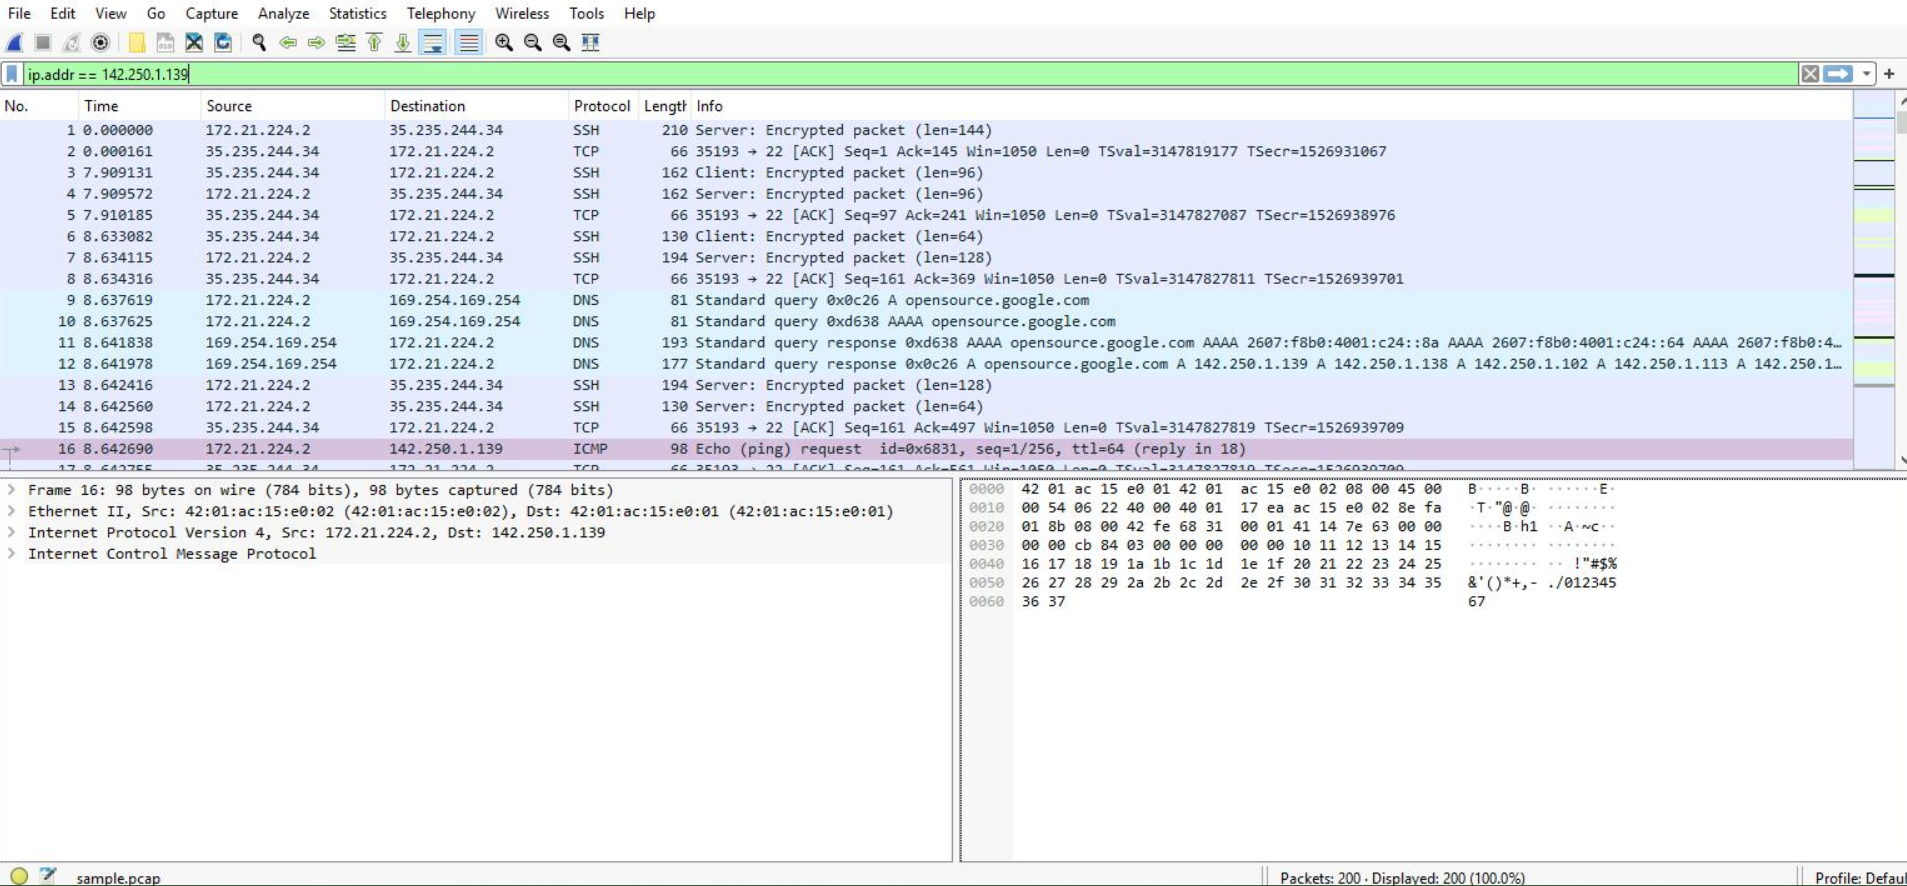 File Edit View Go Capture Analyze Statistics Telephony Wireless Tools Help
ip.addr == 142.250.1.139
No. Time Source Destination Protocol Length Info
1 0.000000 172.21.224.2 35.235.244.34 SSH 210 Server: Encrypted packet (len=144)
2 0.000161 35.235.244.34 172.21.224.2 TCP 66 35193 → 22 [ACK] Seq=1 Ack=145 Win=1050 Len=0 TSval=3147819177 TSecr=1526931067
3 7.909131 35.235.244.34 172.21.224.2 SSH 162 Client: Encrypted packet (len=96)
4 7.909572 172.21.224.2 35.235.244.34 SSH 162 Server: Encrypted packet (len=96)
5 7.910185 35.235.244.34 172.21.224.2 TCP 66 35193 → 22 [ACK] Seq=97 Ack=241 Win=1050 Len=0 TSval=3147827087 TSecr=1526938976
6 8.633082 35.235.244.34 172.21.224.2 SSH 130 Client: Encrypted packet (len=64)
7 8.634115 172.21.224.2 35.235.244.34 SSH 194 Server: Encrypted packet (len=128)
8 8.634316 35.235.244.34 172.21.224.2 TCP 66 35193 → 22 [ACK] Seq=161 Ack=369 Win=1050 Len=0 TSval=3147827811 TSecr=1526939701
9 8.637619 172.21.224.2 169.254.169.254 DNS 81 Standard query 0x0c26 A opensource.google.com
10 8.637625 172.21.224.2 169.254.169.254 DNS 81 Standard query 0xd638 AAAA opensource.google.com
11 8.641838 169.254.169.254 172.21.224.2 DNS 193 Standard query response 0xd638 AAAA opensource.google.com AAAA 2607:f8b0:4001:c24::8a AAAA 2607:f8b0:4001:c24::64 AAAA 2607:f8b0:4…
12 8.641978 169.254.169.254 172.21.224.2 DNS 177 Standard query response 0x0c26 A opensource.google.com A 142.250.1.139 A 142.250.1.138 A 142.250.1.102 A 142.250.1.113 A 142.250.1…
13 8.642416 172.21.224.2 35.235.244.34 SSH 194 Server: Encrypted packet (len=128)
14 8.642560 172.21.224.2 35.235.244.34 SSH 130 Server: Encrypted packet (len=64)
15 8.642598 35.235.244.34 172.21.224.2 TCP 66 35193 → 22 [ACK] Seq=161 Ack=497 Win=1050 Len=0 TSval=3147827819 TSecr=1526939709
16 8.642690 172.21.224.2 142.250.1.139 ICMP 98 Echo (ping) request id=0x6831, seq=1/256, ttl=64 (reply in 18)
17 8.642755 35.235.244.34 172.21.224.2 TCP 66 35193 → 22 [ACK] Seq=161 Ack=561 Win=1050 Len=0 TSval=3147827819 TSecr=1526939709
Frame 16: 98 bytes on wire (784 bits), 98 bytes captured (784 bits)
Ethernet II, Src: 42:01:ac:15:e0:02 (42:01:ac:15:e0:02), Dst: 42:01:ac:15:e0:01 (42:01:ac:15:e0:01)
Internet Protocol Version 4, Src: 172.21.224.2, Dst: 142.250.1.139
Internet Control Message Protocol
0000 42 01 ac 15 e0 01 42 01 ac 15 e0 02 08 00 45 00 B·····B· ······E·
0010 00 54 06 22 40 00 40 01 17 ea ac 15 e0 02 8e fa ·T·"@·@· ········
0020 01 8b 08 00 42 fe 68 31 00 01 41 14 7e 63 00 00 ····B·h1 ··A·~c··
0030 00 00 cb 84 03 00 00 00 00 00 10 11 12 13 14 15 ········ ········
0040 16 17 18 19 1a 1b 1c 1d 1e 1f 20 21 22 23 24 25 ········ ·· !"#$%
0050 26 27 28 29 2a 2b 2c 2d 2e 2f 30 31 32 33 34 35 &'()*+,- ./012345
0060 36 37 67
sample.pcap Packets: 200 · Displayed: 200 (100.0%) Profile: Defaul